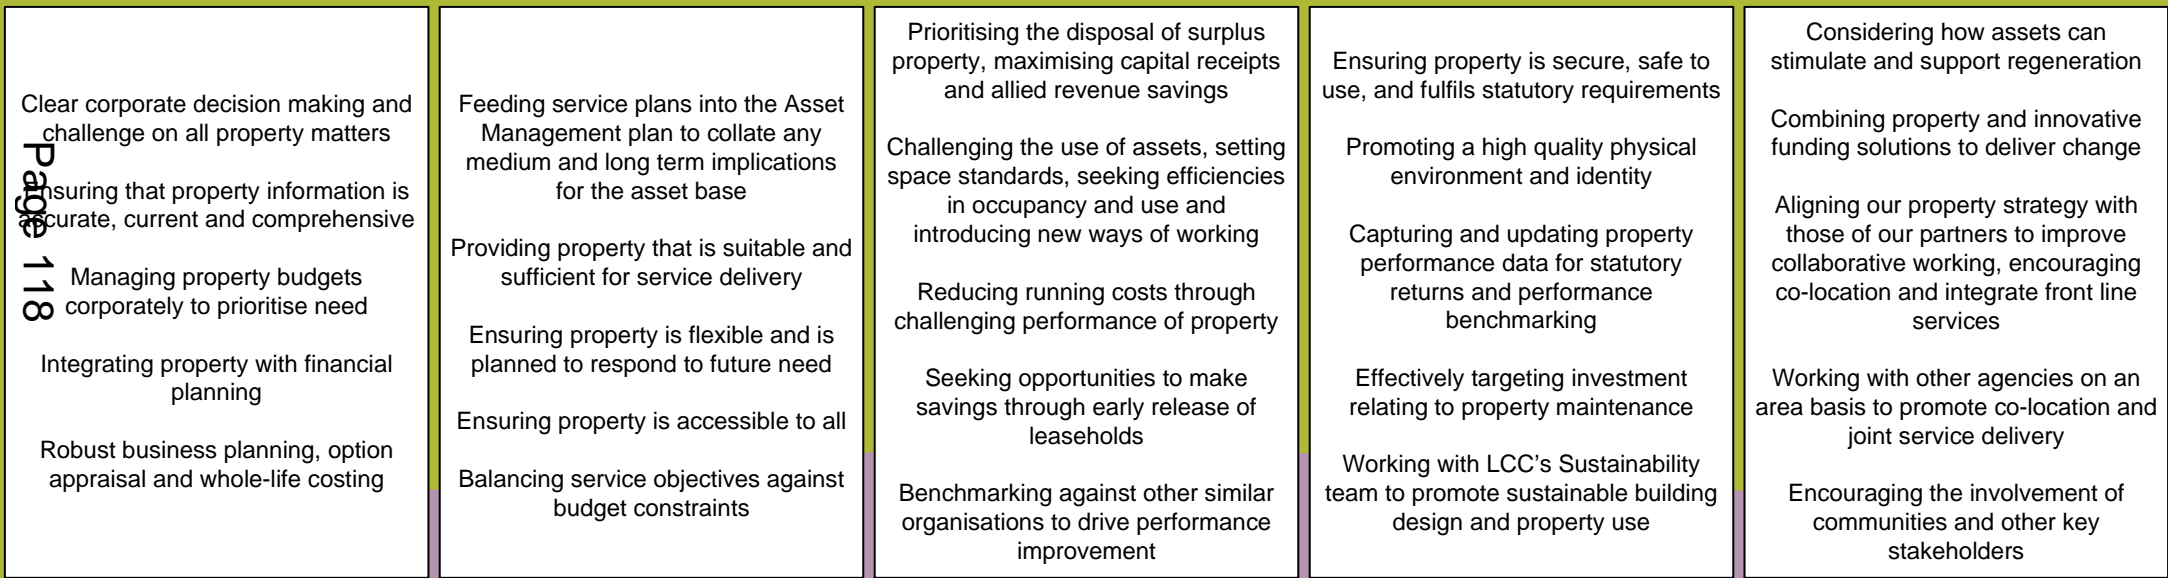 Clear corporate decision making and
challenge on all property matters
Ensuring that property information is
accurate, current and comprehensive
Managing property budgets
corporately to prioritise need
Integrating property with financial
planning
Robust business planning, option
appraisal and whole-life costing
Page 118
Feeding service plans into the Asset
Management plan to collate any
medium and long term implications
for the asset base
Providing property that is suitable and
sufficient for service delivery
Ensuring property is flexible and is
planned to respond to future need
Ensuring property is accessible to all
Balancing service objectives against
budget constraints
Prioritising the disposal of surplus
property, maximising capital receipts
and allied revenue savings
Challenging the use of assets, setting
space standards, seeking efficiencies
in occupancy and use and
introducing new ways of working
Reducing running costs through
challenging performance of property
Seeking opportunities to make
savings through early release of
leaseholds
Benchmarking against other similar
organisations to drive performance
improvement
Ensuring property is secure, safe to
use, and fulfils statutory requirements
Promoting a high quality physical
environment and identity
Capturing and updating property
performance data for statutory
returns and performance
benchmarking
Effectively targeting investment
relating to property maintenance
Working with LCC’s Sustainability
team to promote sustainable building
design and property use
Considering how assets can
stimulate and support regeneration
Combining property and innovative
funding solutions to deliver change
Aligning our property strategy with
those of our partners to improve
collaborative working, encouraging
co-location and integrate front line
services
Working with other agencies on an
area basis to promote co-location and
joint service delivery
Encouraging the involvement of
communities and other key
stakeholders